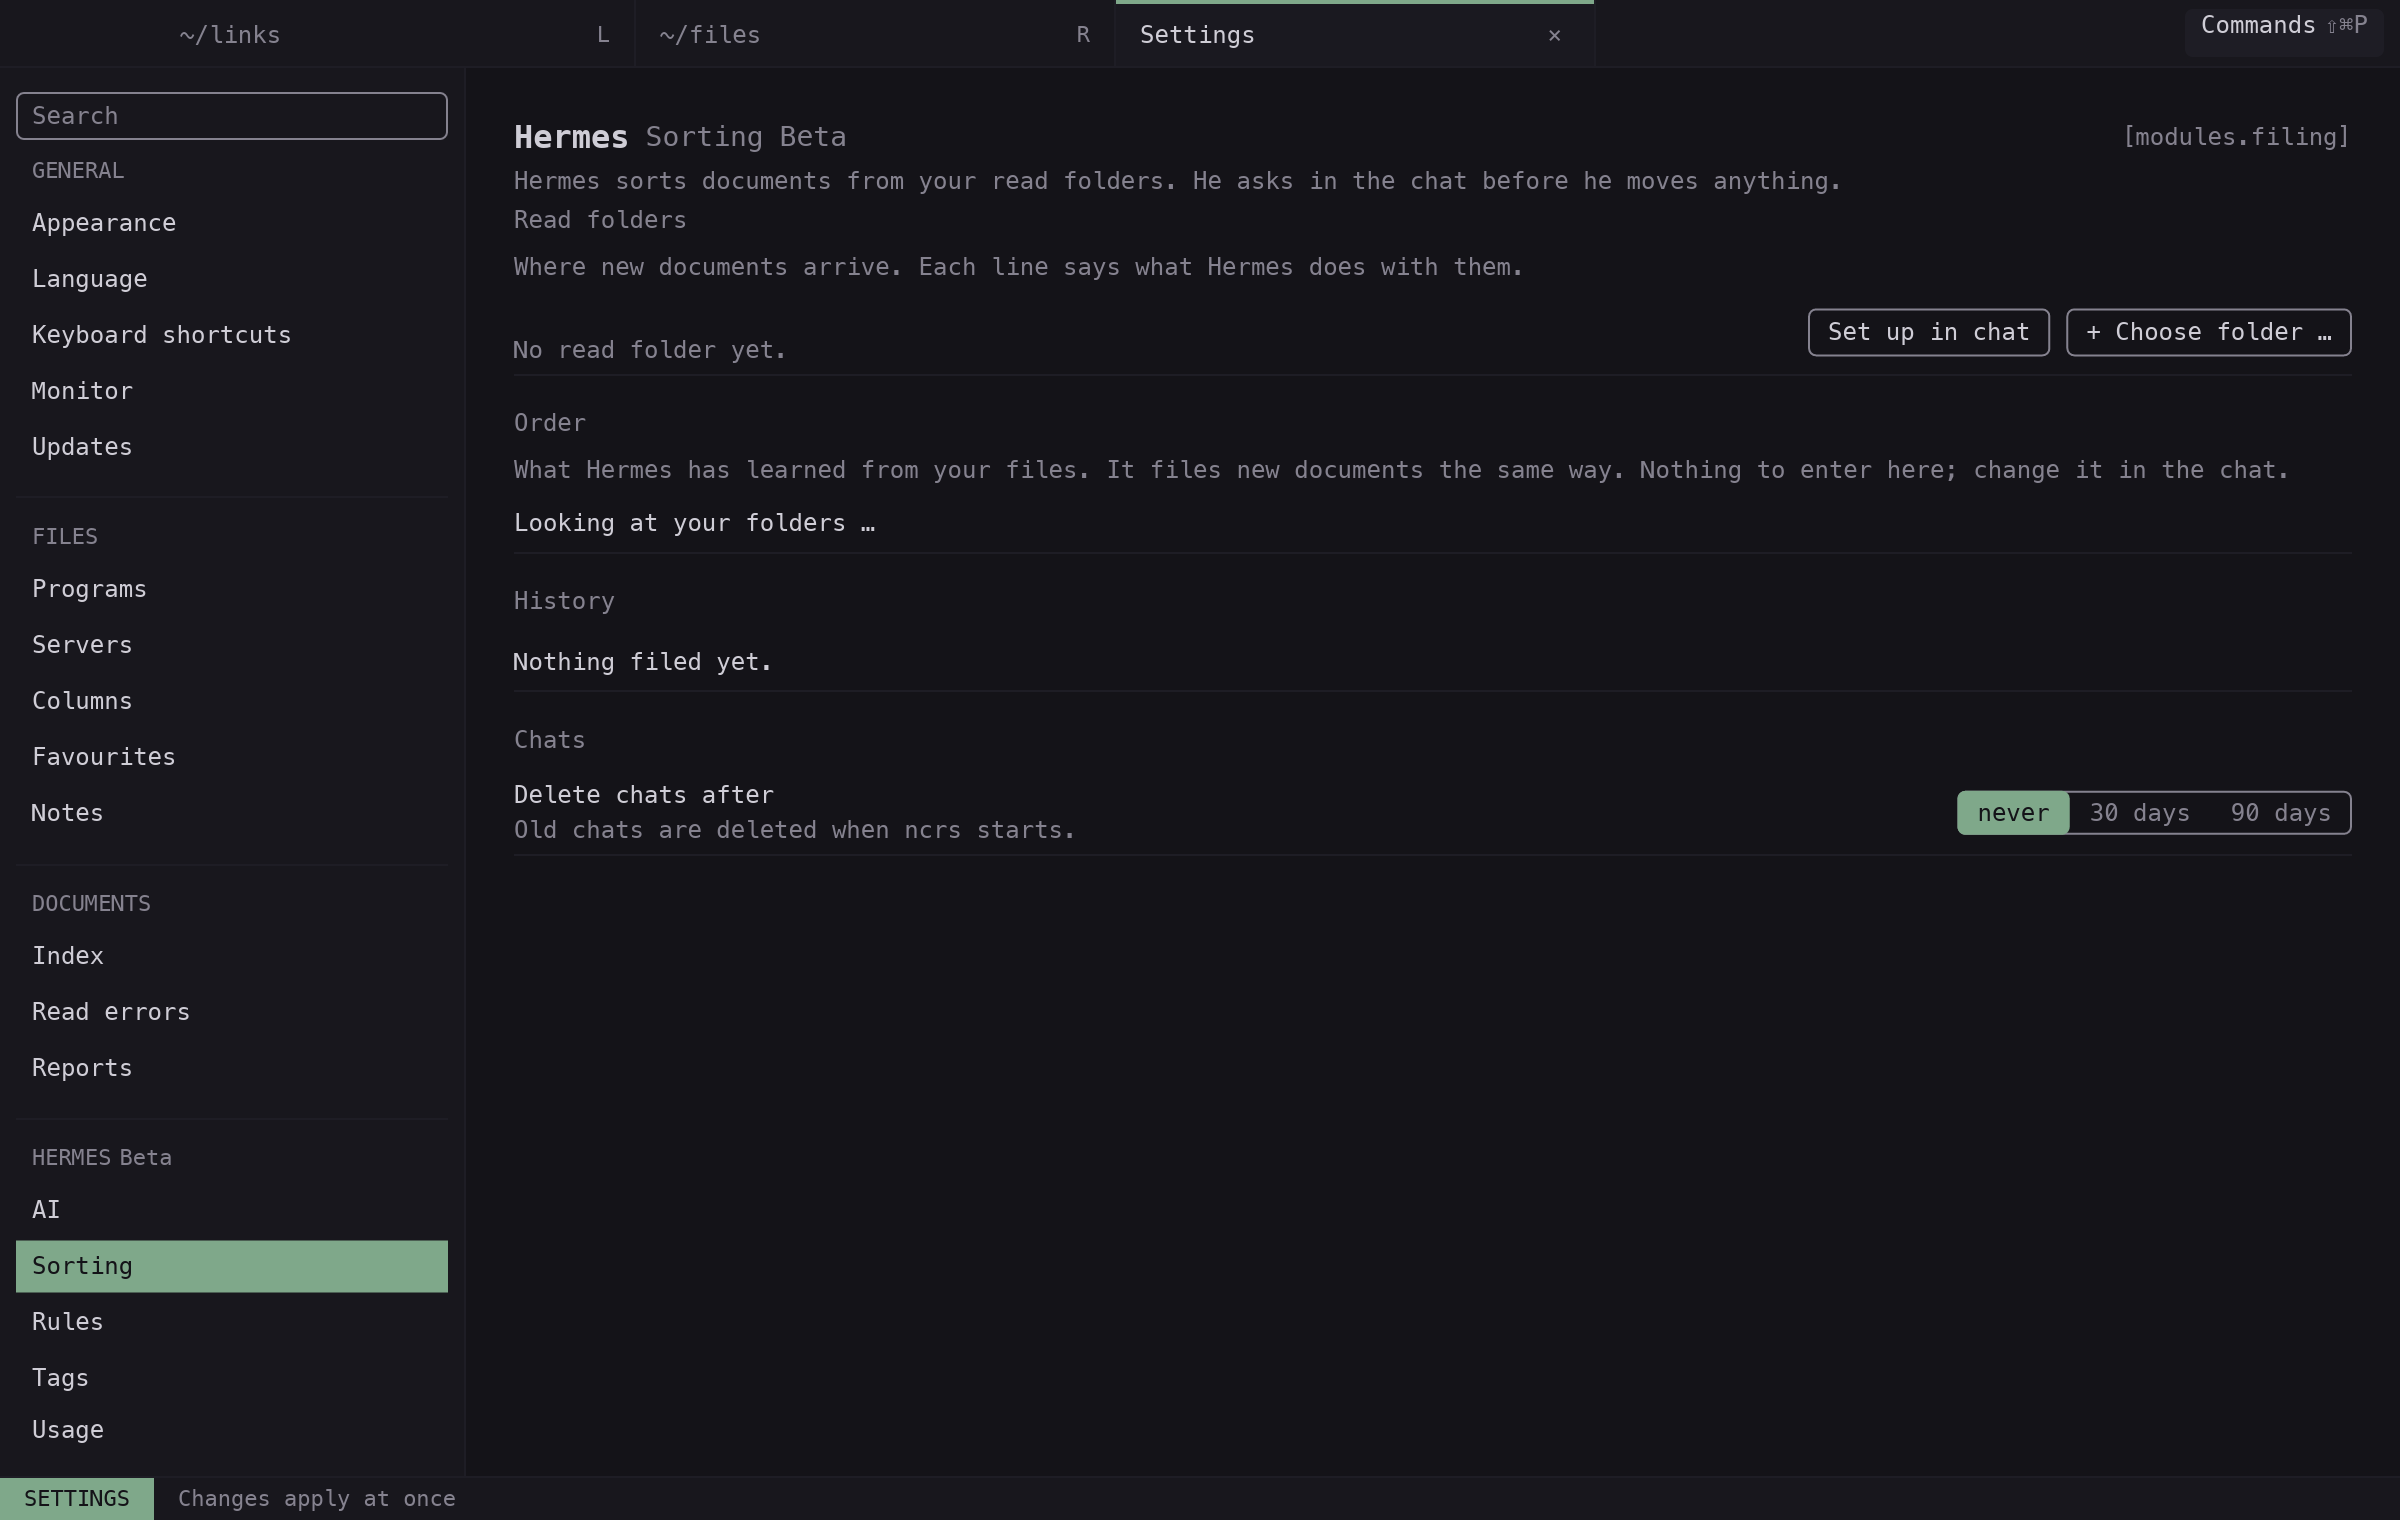 ~/links L ~/files R Settings × Commands ⇧⌘P
Search
GENERAL
Appearance
Language
Keyboard shortcuts
Monitor
Updates
FILES
Programs
Servers
Columns
Favourites
Notes
DOCUMENTS
Index
Read errors
Reports
HERMES Beta
AI
Sorting
Rules
Tags
Usage
Hermes Sorting Beta [modules.filing]
Hermes sorts documents from your read folders. He asks in the chat before he moves anything.
Read folders
Where new documents arrive. Each line says what Hermes does with them.
No read folder yet. Set up in chat + Choose folder …
Order
What Hermes has learned from your files. It files new documents the same way. Nothing to enter here; change it in the chat.
Looking at your folders …
History
Nothing filed yet.
Chats
Delete chats after
Old chats are deleted when ncrs starts.
never 30 days 90 days
SETTINGS Changes apply at once